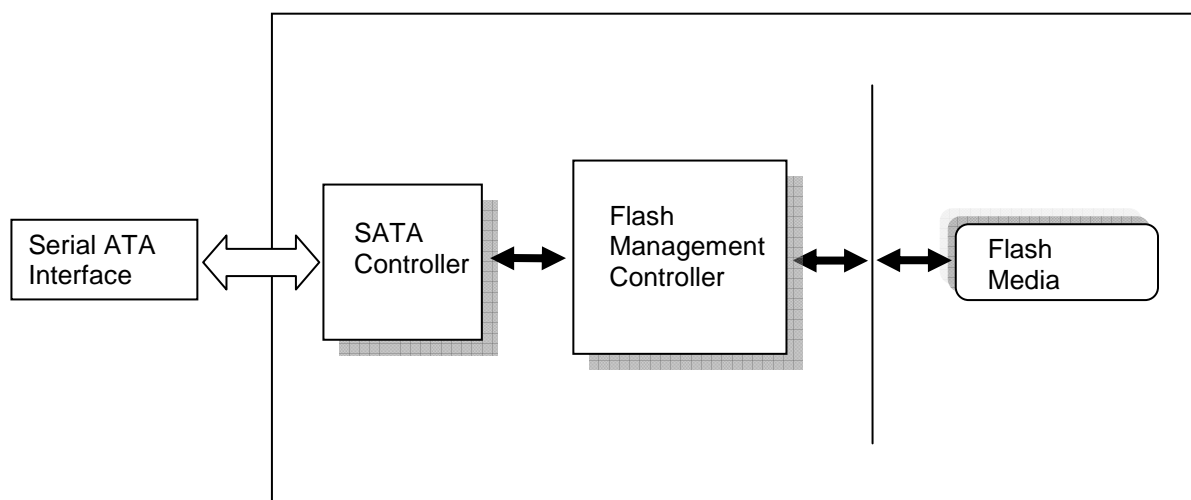 Serial ATA
Interface
SATA
Controller
Flash
Management
Controller
Flash
Media